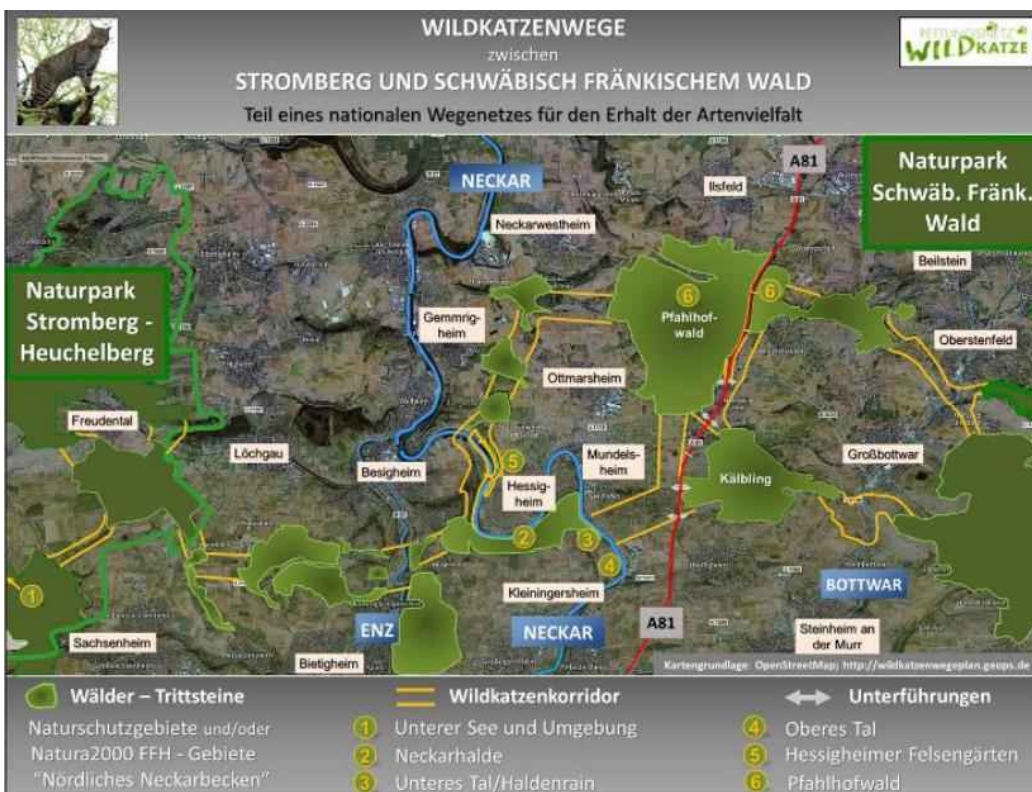 WILDKATZENWEGE
zwischen
STROMBERG UND SCHWÄBISCH FRÄNKISCHEM WALD
Teil eines nationalen Wegenetzes für den Erhalt der Artenvielfalt
RETTUNGSNETZ
WILDKATZE
NECKAR
A81
Ilsfeld
Naturpark
Schwäb. Fränk.
Wald
Neckarwestheim
Beilstein
Naturpark
Stromberg -
Heuchelberg
6
6
Pfahlhof-
wald
Gemmrig-
heim
Oberstenfeld
Ottmarsheim
Freudental
Löchgau
Besigheim
5
Mundels-
heim
Großbottwar
Hessig-
heim
Kälbling
2
3
4
1
Kleiningersheim
BOTTWAR
ENZ
NECKAR
A81
Steinheim an
der Murr
Sachsenheim
Bietigheim
Kartengrundlage: OpenStreetMap; http://wildkatzenwegeplan.geops.de
Wälder – Trittsteine
Naturschutzgebiete und/oder
Natura2000 FFH - Gebiete
"Nördliches Neckarbecken"
Wildkatzenkorridor
1 Unterer See und Umgebung
2 Neckarhalde
3 Unteres Tal/Haldenrain
Unterführungen
4 Oberes Tal
5 Hessigheimer Felsengärten
6 Pfahlhofwald